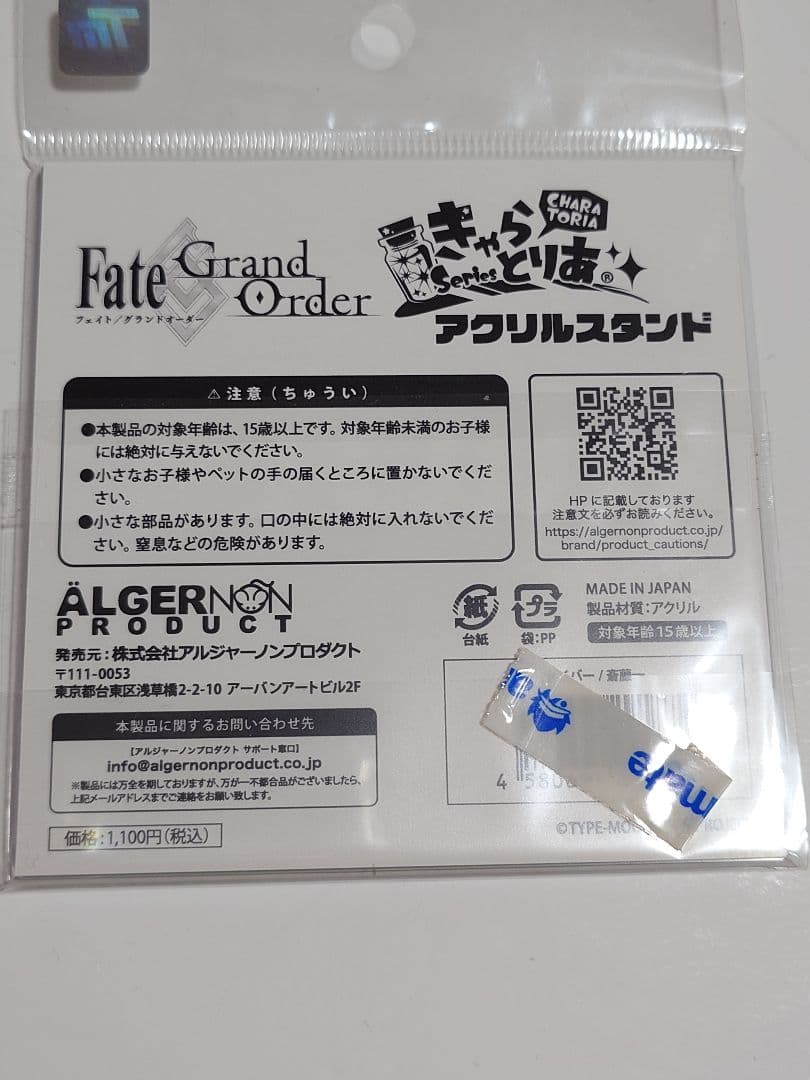 mT
Fate
Grand
Order
フェイト/グランドオーダー
CHARA
TORIA
きゃら
Series とりあ®
アクリルスタンド
⚠注意(ちゅうい)
●本製品の対象年齢は、15歳以上です。対象年齢未満のお子様
には絶対に与えないでください。
●小さなお子様やペットの手の届くところに置かないでくだ
さい。
●小さな部品があります。口の中には絶対に入れないでくだ
さい。窒息などの危険があります。
HPに記載しております
注意文を必ずお読みください。
https://algernonproduct.co.jp/
brand/product_cautions/
ÄLGERNON
PRODUCT
発売元:株式会社アルジャーノンプロダクト
〒111-0053
東京都台東区浅草橋2-2-10 アーバンアートビル2F
本製品に関するお問い合わせ先
【アルジャーノンプロダクト サポート窓口】
info@algernonproduct.co.jp
※製品には万全を期しておりますが、万が一不都合品がございましたら、
上記メールアドレスまでご連絡をお願い致します。
価格:1,100円(税込)
紙
台紙
プラ
袋:PP
MADE IN JAPAN
製品材質:アクリル
対象年齢15歳以上
イバー / 斎藤一
4 580
mate
©TYPE-MO